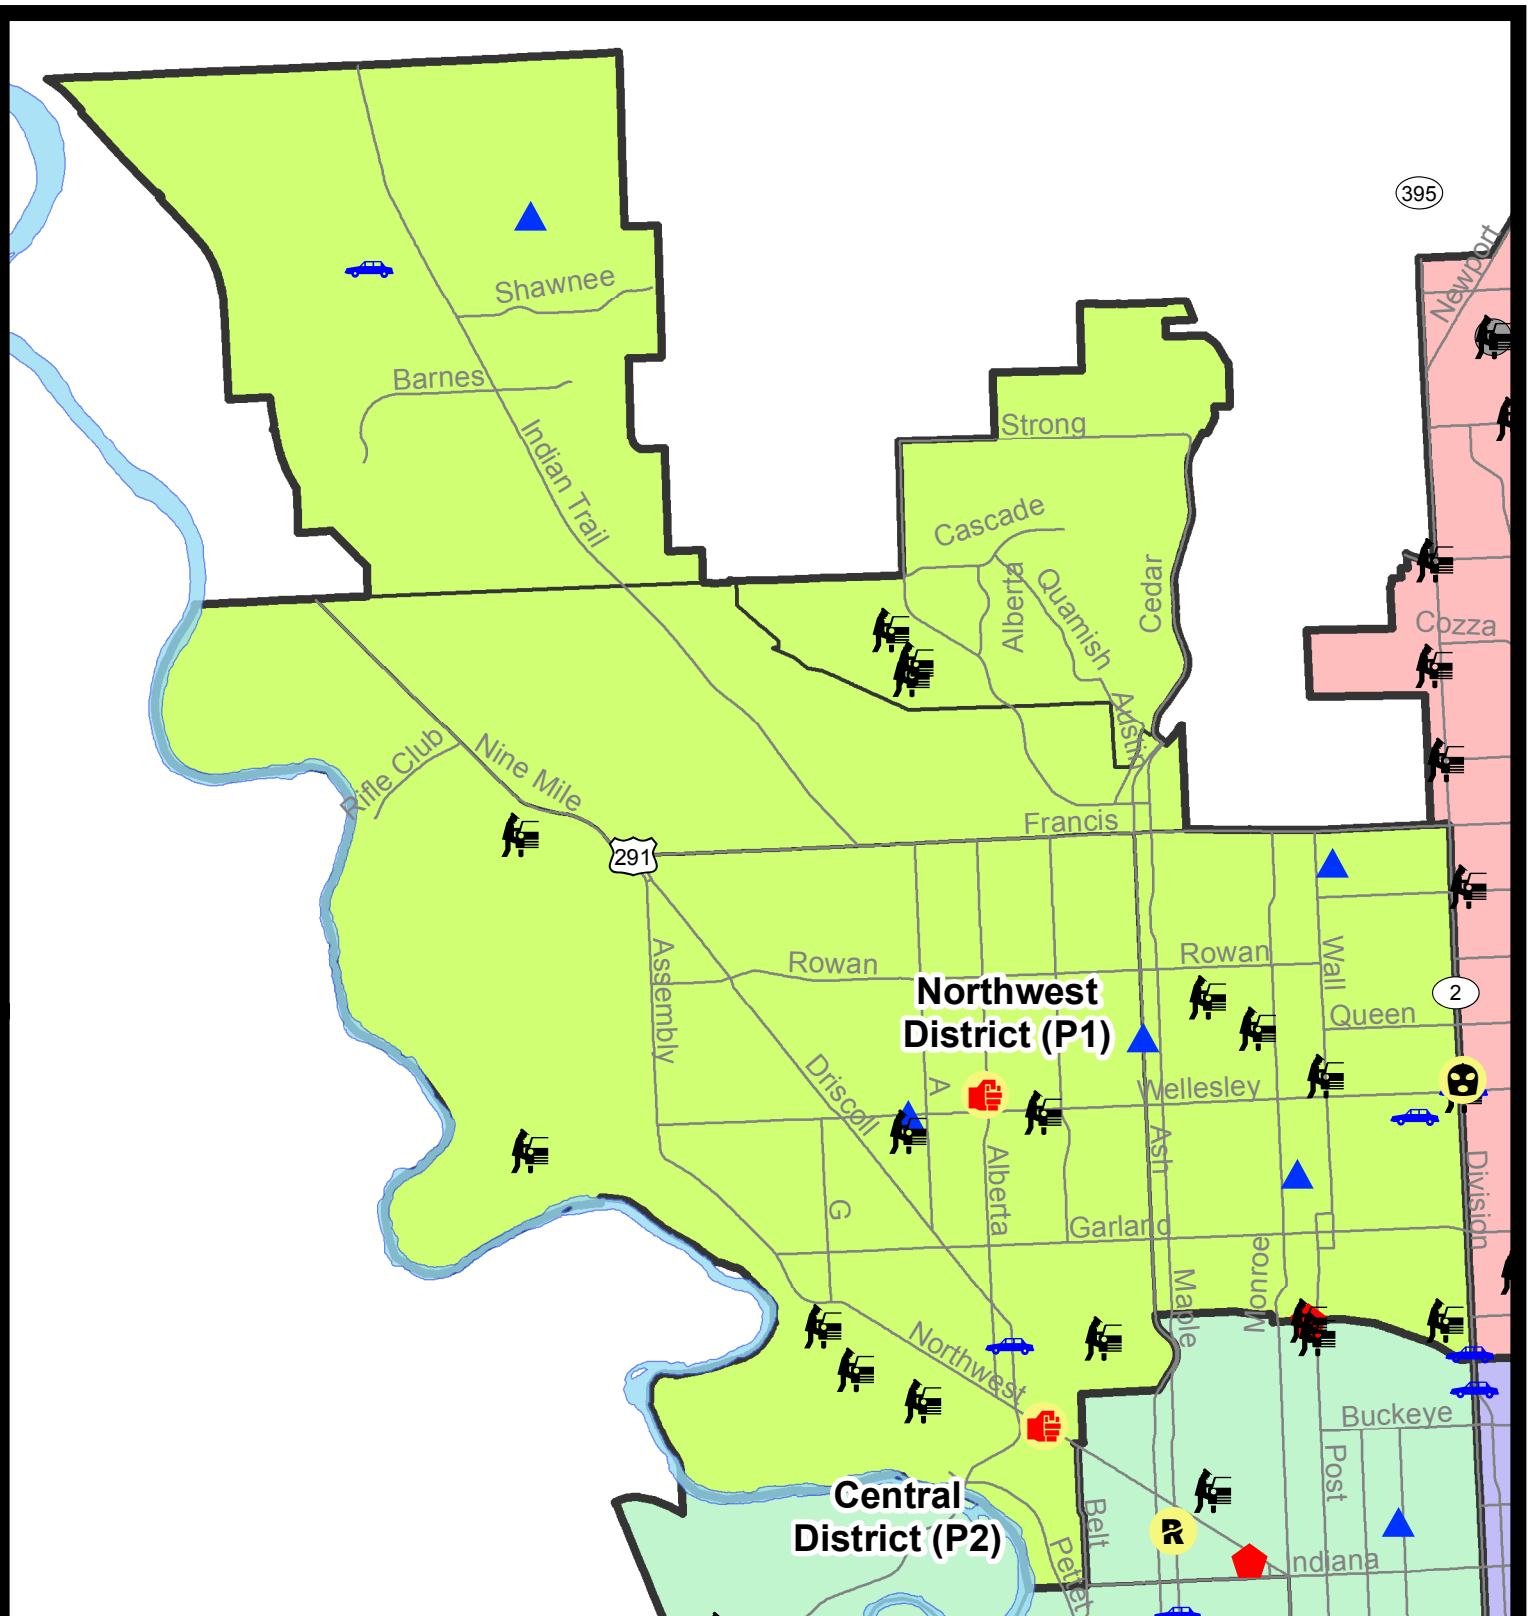 395
Newport
Shawnee
Barnes
Strong
Indian Trail
Cascade
Alberta
Quamish
Cedar
Cozza
Austin
Rifle Club
Nine Mile
Francis
291
Rowan
Rowan
Wall
Assembly
Northwest
District (P1)
2
Queen
Driscoll
A
Wellesley
Ash
Alberta
G
Garland
Division
Monroe
Maple
Northwest
Buckeye
Post
Central
District (P2)
Belt
R
Pettet
ndiana